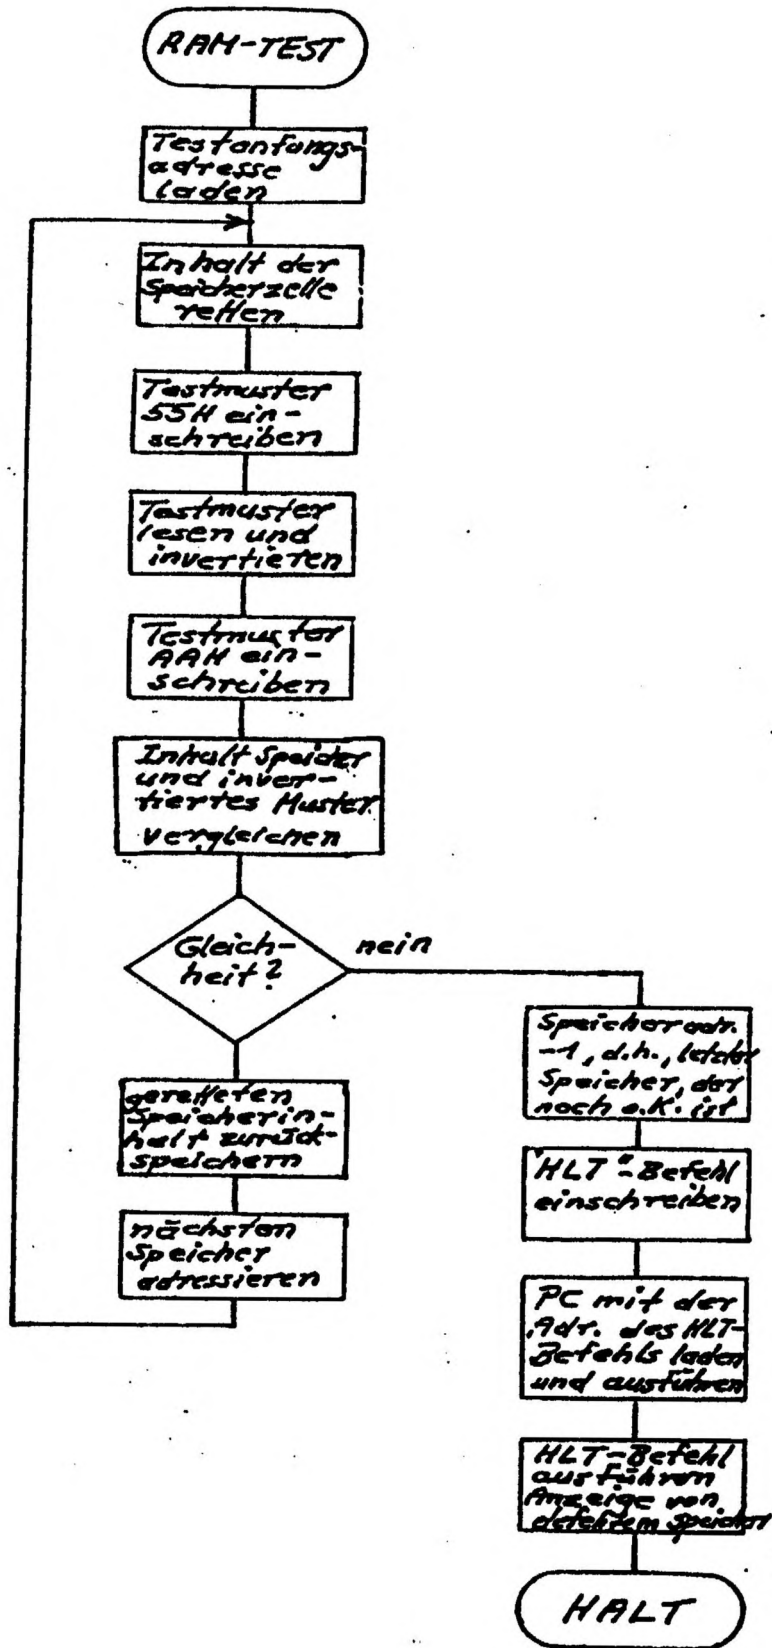 RAM-TEST
Testanfangs-
adresse
laden
Inhalt der
Speicherzelle
retten
Testmuster
55H ein-
schreiben
Testmuster
lesen und
invertieren
Testmuster
AAH ein-
schreiben
Inhalt Speicher
und inver-
tiertes Muster
vergleichen
Gleich-
heit?
nein
geretteten
Speicherin-
halt zurück-
speichern
nächsten
Speicher
adressieren
Speicheradr.
-1, d.h., letzter
Speicher, der
noch o.K. ist
"HLT"-Befehl
einschreiben
PC mit der
Adr. des HLT-
Befehls laden
und ausführen
HLT-Befehl
ausführen
Anzeige von
defektem Speicher
HALT